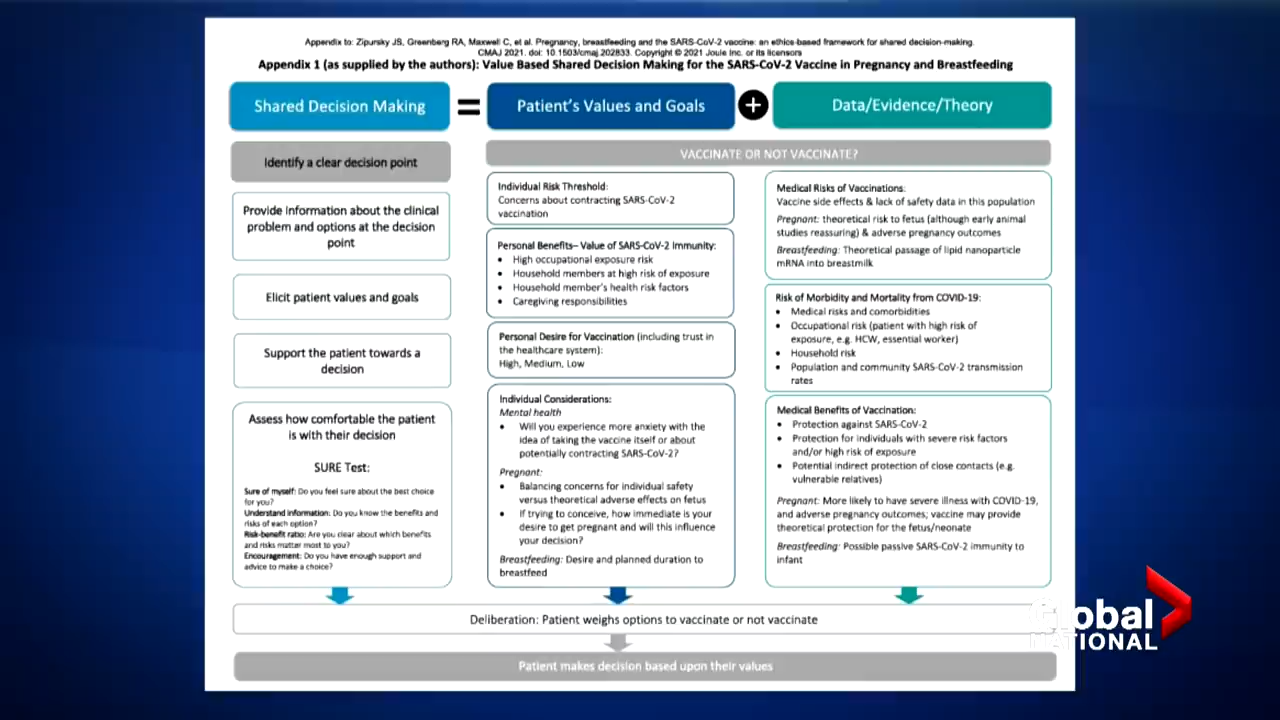 Appendix to: Zipursky JS, Greenberg RA, Maxwell C, et al. Pregnancy, breastfeeding and the SARS-CoV-2 vaccine: an ethics-based framework for shared decision-making.
CMAJ 2021. doi: 10.1503/cmaj.202833. Copyright © 2021 Joule Inc. or its licensors
Appendix 1 (as supplied by the authors): Value Based Shared Decision Making for the SARS-CoV-2 Vaccine in Pregnancy and Breastfeeding
Shared Decision Making
=
Patient's Values and Goals
+
Data/Evidence/Theory
Identify a clear decision point
Provide information about the clinical
problem and options at the decision
point
Elicit patient values and goals
Support the patient towards a
decision
Assess how comfortable the patient
is with their decision
SURE Test:
Sure of myself: Do you feel sure about the best choice
for you?
Understand information: Do you know the benefits and
risks of each option?
Risk-benefit ratio: Are you clear about which benefits
and risks matter most to you?
Encouragement: Do you have enough support and
advice to make a choice?
VACCINATE OR NOT VACCINATE?
Individual Risk Threshold:
Concerns about contracting SARS-CoV-2
vaccination
Personal Benefits– Value of SARS-CoV-2 Immunity:
• High occupational exposure risk
• Household members at high risk of exposure
• Household member's health risk factors
• Caregiving responsibilities
Personal Desire for Vaccination (including trust in
the healthcare system):
High, Medium, Low
Individual Considerations:
Mental health
• Will you experience more anxiety with the
idea of taking the vaccine itself or about
potentially contracting SARS-CoV-2?
Pregnant:
• Balancing concerns for individual safety
versus theoretical adverse effects on fetus
• If trying to conceive, how immediate is your
desire to get pregnant and will this influence
your decision?
Breastfeeding: Desire and planned duration to
breastfeed
Medical Risks of Vaccinations:
Vaccine side effects & lack of safety data in this population
Pregnant: theoretical risk to fetus (although early animal
studies reassuring) & adverse pregnancy outcomes
Breastfeeding: Theoretical passage of lipid nanoparticle
mRNA into breastmilk
Risk of Morbidity and Mortality from COVID-19:
• Medical risks and comorbidities
• Occupational risk (patient with high risk of
exposure, e.g. HCW, essential worker)
• Household risk
• Population and community SARS-CoV-2 transmission
rates
Medical Benefits of Vaccination:
• Protection against SARS-CoV-2
• Protection for individuals with severe risk factors
and/or high risk of exposure
• Potential indirect protection of close contacts (e.g.
vulnerable relatives)
Pregnant: More likely to have severe illness with COVID-19,
and adverse pregnancy outcomes; vaccine may provide
theoretical protection for the fetus/neonate
Breastfeeding: Possible passive SARS-CoV-2 immunity to
infant
Deliberation: Patient weighs options to vaccinate or not vaccinate
Patient makes decision based upon their values
Global
NATIONAL